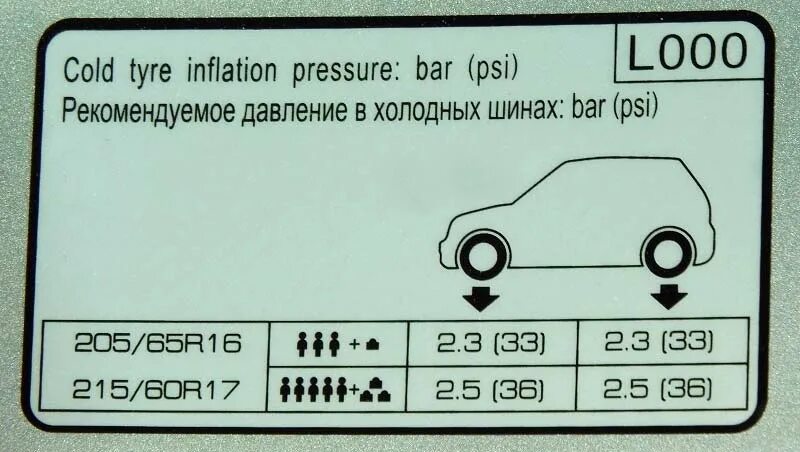 L000
Cold tyre inflation pressure: bar (psi)
Рекомендуемое давление в холодных шинах: bar (psi)
205/65R16 + 2.3 (33) 2.3 (33)
215/60R17 + 2.5 (36) 2.5 (36)